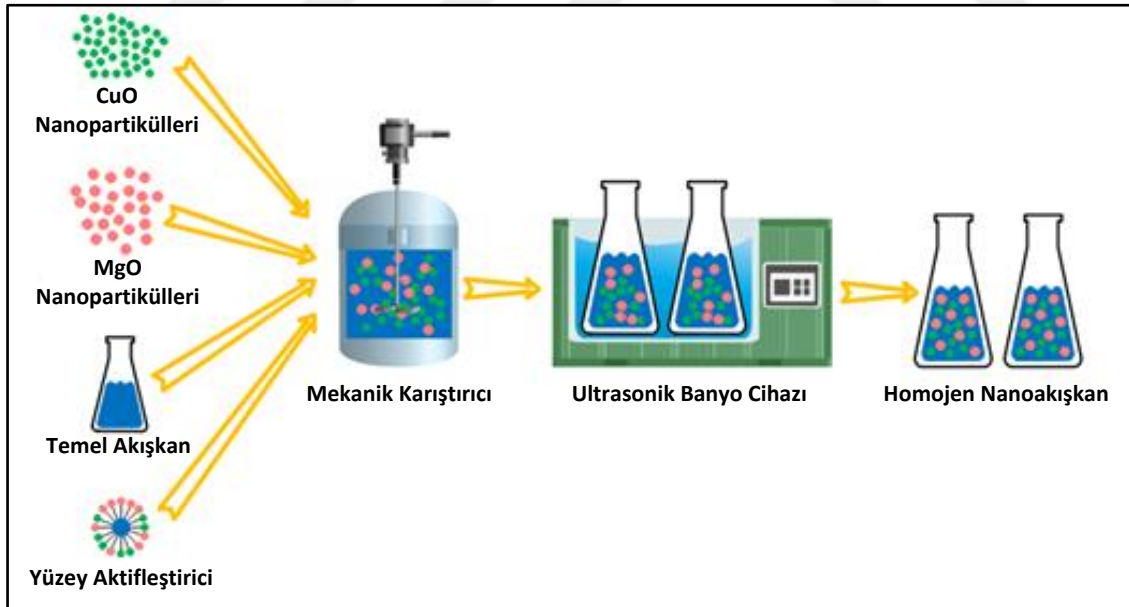 CuO
Nanopartikülleri
MgO
Nanopartikülleri
Temel Akışkan
Yüzey Aktifleştirici
Mekanik Karıştırıcı
Ultrasonik Banyo Cihazı
Homojen Nanoakışkan